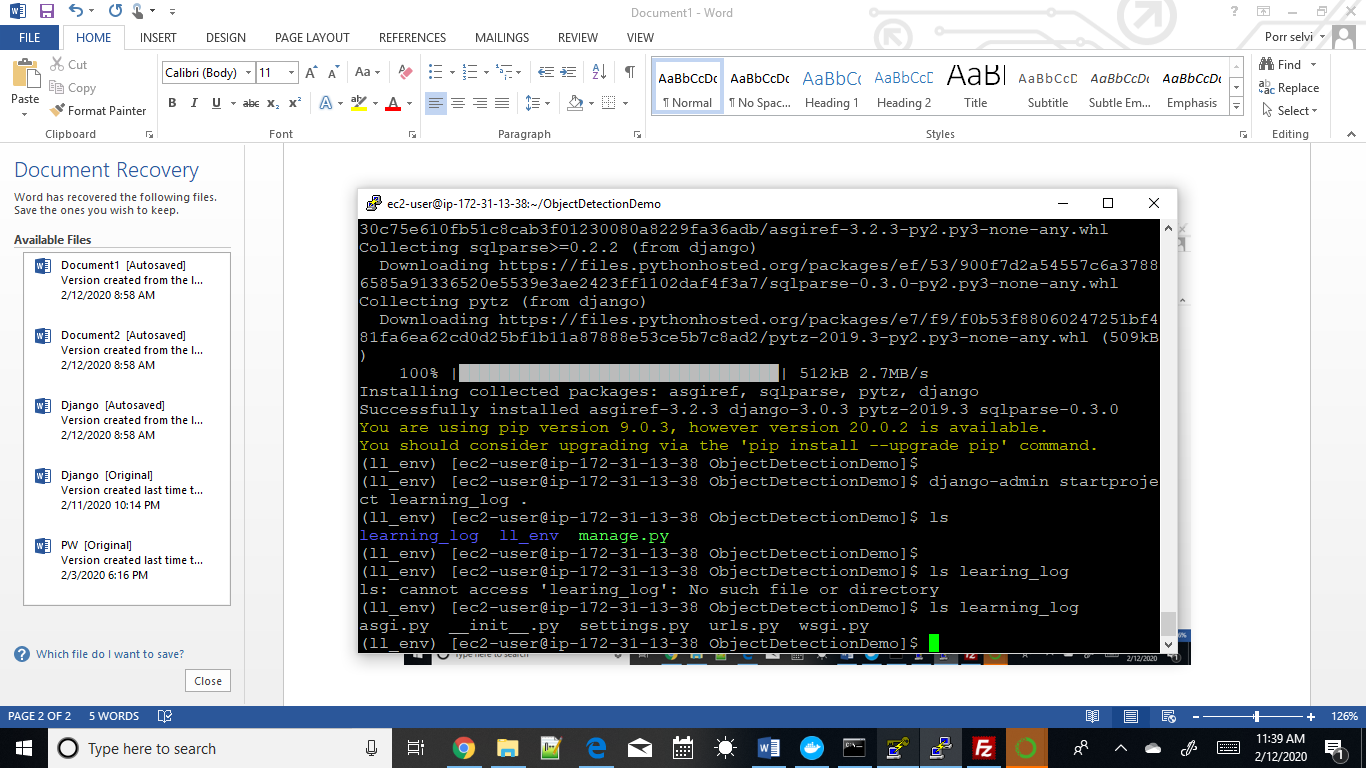 Document1 - Word
?
FILE
HOME
INSERT
DESIGN
PAGE LAYOUT
REFERENCES
MAILINGS
REVIEW
VIEW
Porr selvi
Paste
Cut
Copy
Format Painter
Clipboard
Calibri (Body)
11
Aa
B I U abc x₂ x²
Font
Paragraph
AaBbCcDc
¶ Normal
AaBbCcDc
¶ No Spac...
AaBbCc
Heading 1
AaBbCcD
Heading 2
AaBl
Title
AaBbCcD
Subtitle
AaBbCcDc
Subtle Em...
AaBbCcDc
Emphasis
Styles
Find
Replace
Select
Editing
Document Recovery
Word has recovered the following files.
Save the ones you wish to keep.
Available Files
Document1 [Autosaved]
Version created from the l...
2/12/2020 8:58 AM
Document2 [Autosaved]
Version created from the l...
2/12/2020 8:58 AM
Django [Autosaved]
Version created from the l...
2/12/2020 8:58 AM
Django [Original]
Version created last time t...
2/11/2020 10:14 PM
PW [Original]
Version created last time t...
2/3/2020 6:16 PM
Which file do I want to save?
Close
ec2-user@ip-172-31-13-38:~/ObjectDetectionDemo
30c75e610fb51c8cab3f01230080a8229fa36adb/asgiref-3.2.3-py2.py3-none-any.whl
Collecting sqlparse>=0.2.2 (from django)
Downloading https://files.pythonhosted.org/packages/ef/53/900f7d2a54557c6a3788
6585a91336520e5539e3ae2423ff1102daf4f3a7/sqlparse-0.3.0-py2.py3-none-any.whl
Collecting pytz (from django)
Downloading https://files.pythonhosted.org/packages/e7/f9/f0b53f88060247251bf4
81fa6ea62cd0d25bf1b11a87888e53ce5b7c8ad2/pytz-2019.3-py2.py3-none-any.whl (509kB
)
100% | | 512kB 2.7MB/s
Installing collected packages: asgiref, sqlparse, pytz, django
Successfully installed asgiref-3.2.3 django-3.0.3 pytz-2019.3 sqlparse-0.3.0
You are using pip version 9.0.3, however version 20.0.2 is available.
You should consider upgrading via the 'pip install --upgrade pip' command.
(ll_env) [ec2-user@ip-172-31-13-38 ObjectDetectionDemo]$
(ll_env) [ec2-user@ip-172-31-13-38 ObjectDetectionDemo]$ django-admin startproje
ct learning_log .
(ll_env) [ec2-user@ip-172-31-13-38 ObjectDetectionDemo]$ ls
learning_log ll_env manage.py
(ll_env) [ec2-user@ip-172-31-13-38 ObjectDetectionDemo]$
(ll_env) [ec2-user@ip-172-31-13-38 ObjectDetectionDemo]$ ls learing_log
ls: cannot access 'learing_log': No such file or directory
(ll_env) [ec2-user@ip-172-31-13-38 ObjectDetectionDemo]$ ls learning_log
asgi.py __init__.py settings.py urls.py wsgi.py
(ll_env) [ec2-user@ip-172-31-13-38 ObjectDetectionDemo]$
2/12/2020
PAGE 2 OF 2
5 WORDS
126%
Type here to search
11:39 AM
2/12/2020
1